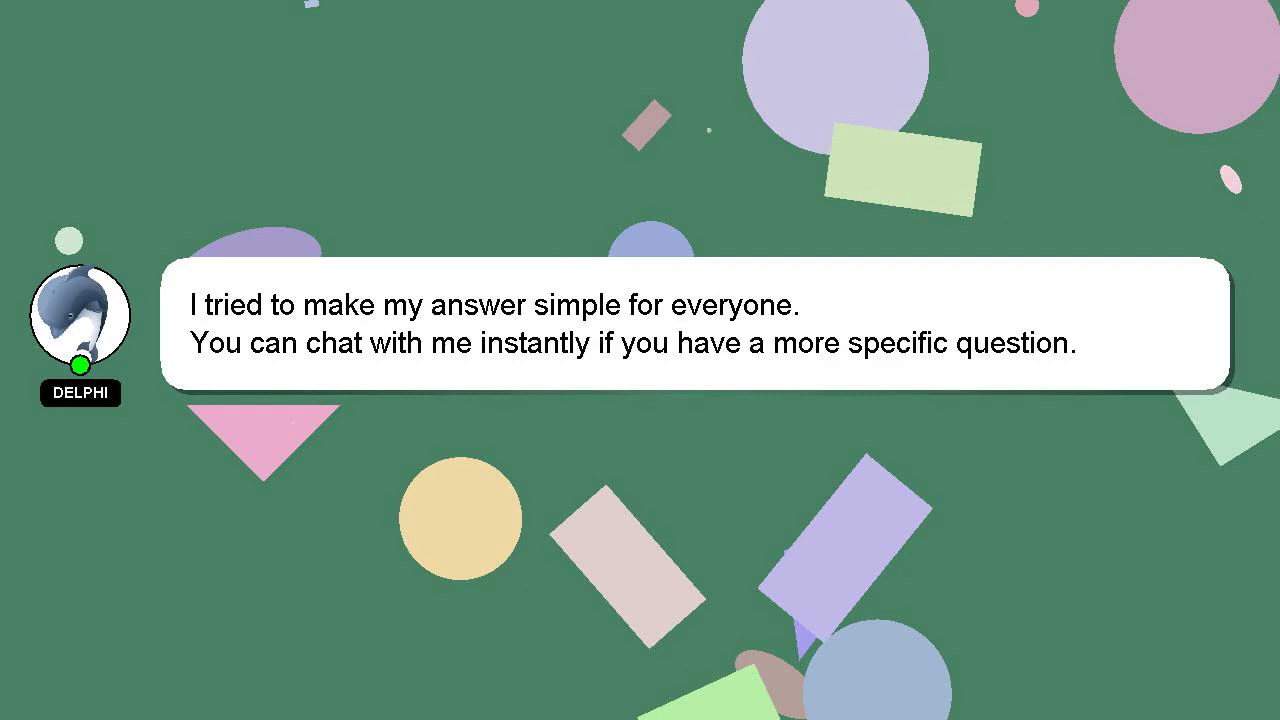 I tried to make my answer simple for everyone.
You can chat with me instantly if you have a more specific question.
DELPHI